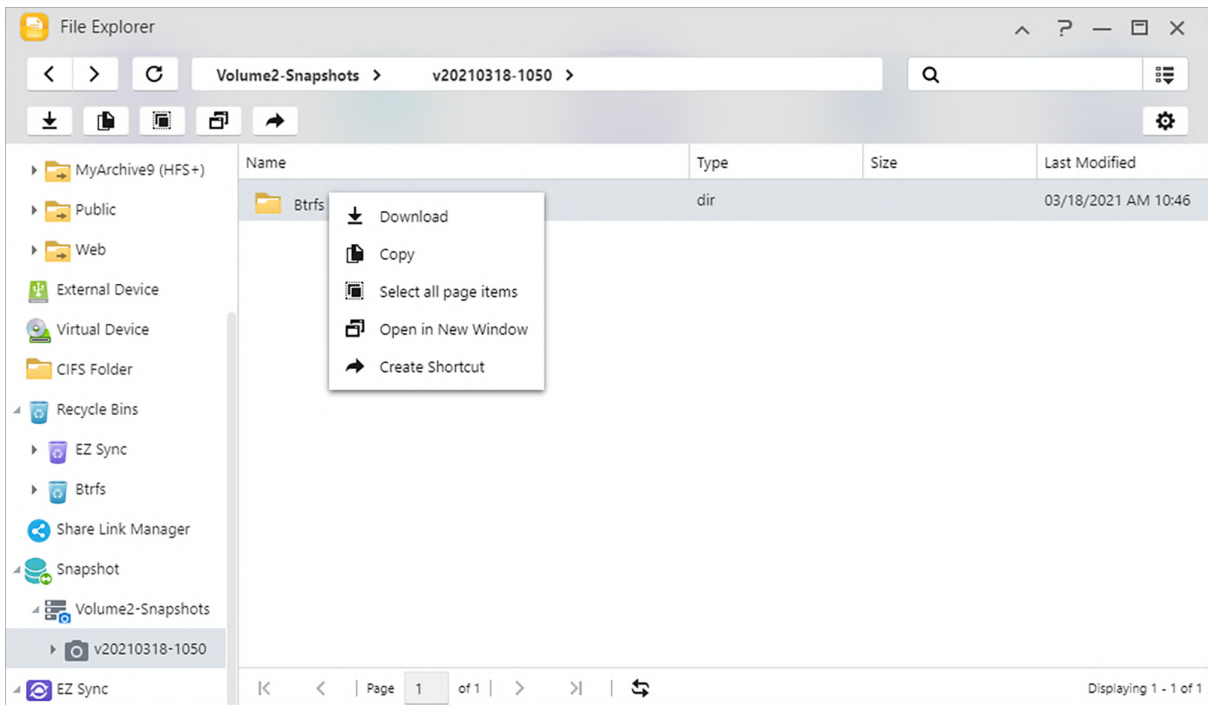 File Explorer
Volume2-Snapshots
v20210318-1050
MyArchive9 (HFS+)
Public
Web
External Device
Virtual Device
CIFS Folder
Recycle Bins
EZ Sync
Btrfs
Share Link Manager
Snapshot
Volume2-Snapshots
v20210318-1050
EZ Sync
Name Type Size Last Modified
Btrfs dir 03/18/2021 AM 10:46
Download
Copy
Select all page items
Open in New Window
Create Shortcut
Page 1 of 1
Displaying 1 - 1 of 1